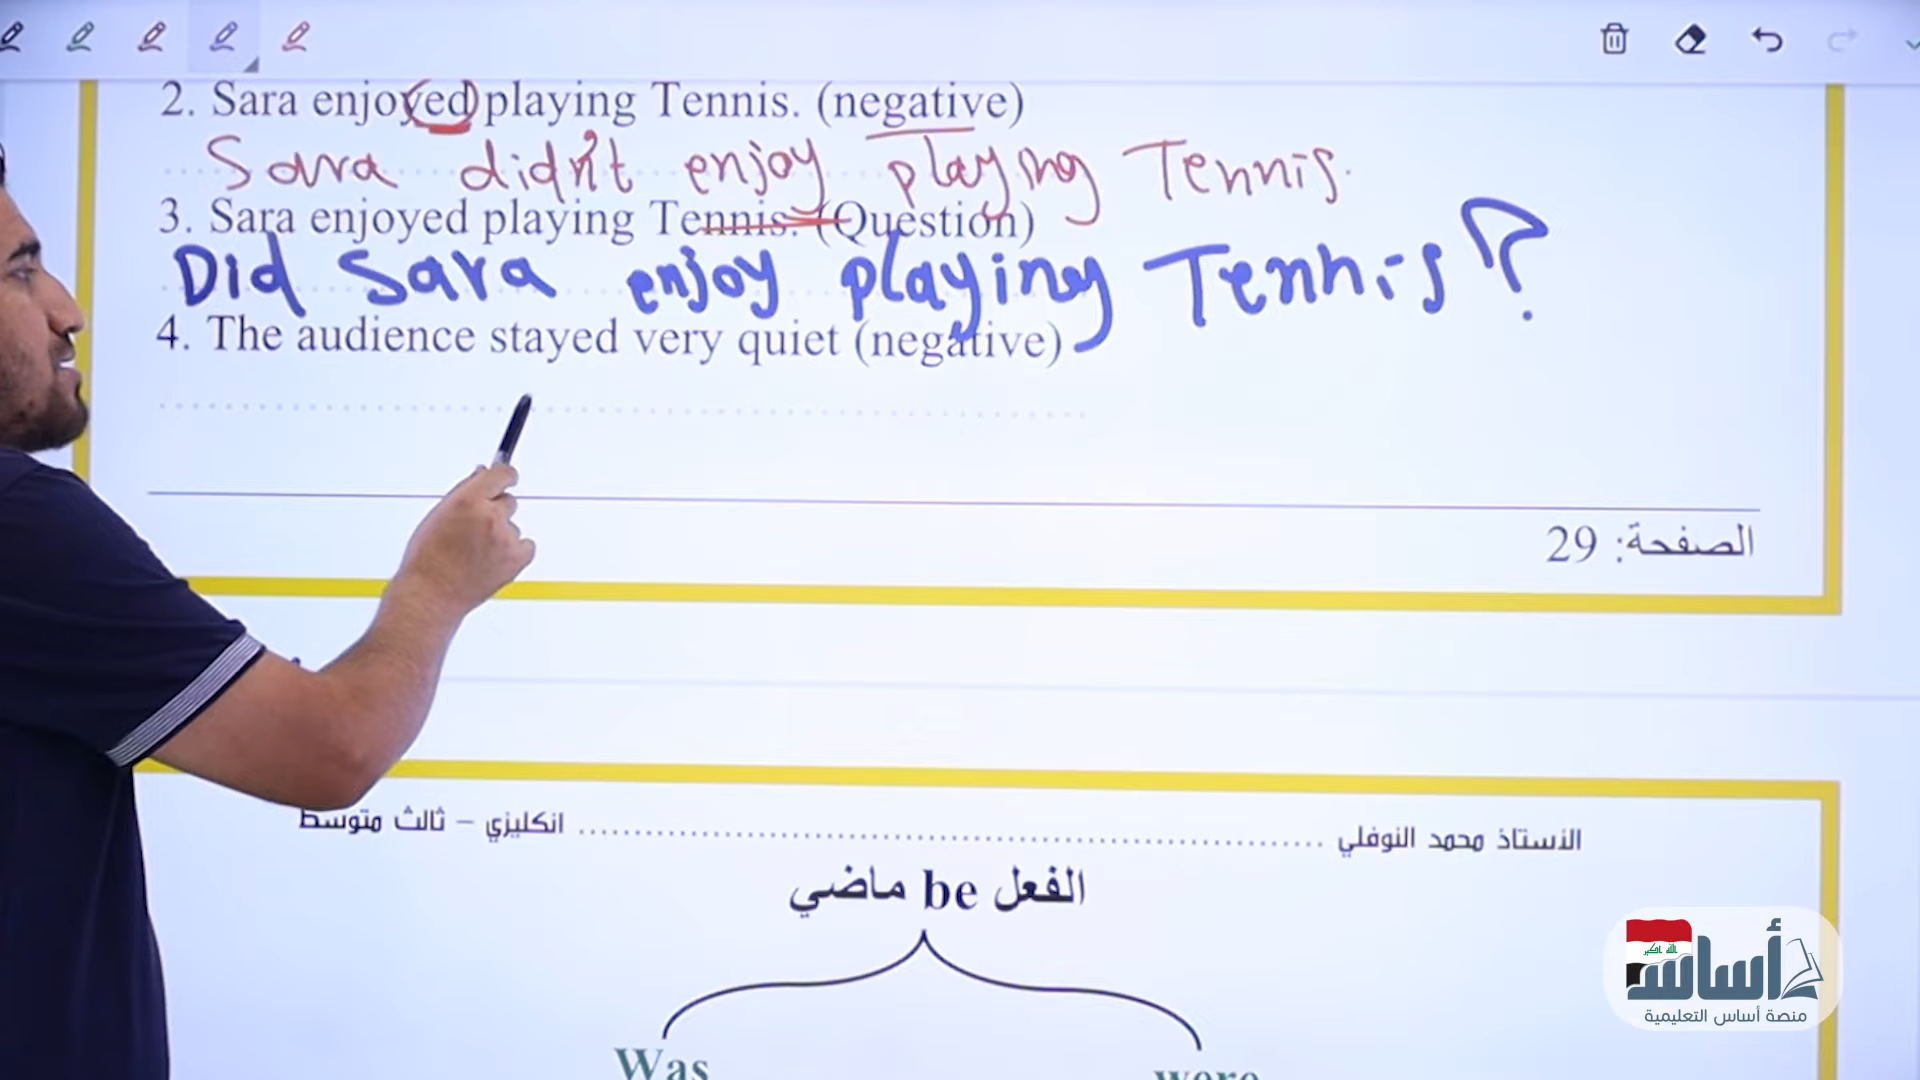 2. Sara enjoyed playing Tennis. (negative)
Sara didn't enjoy playing Tennis.
3. Sara enjoyed playing Tennis. (Question)
Did Sara enjoy playing Tennis?
4. The audience stayed very quiet (negative)
الصفحة: 29
الاستاذ محمد النوفلي ........ انكليزي – ثالث متوسط
الفعل be ماضي
Was were
أساس
منصة أساس التعليمية